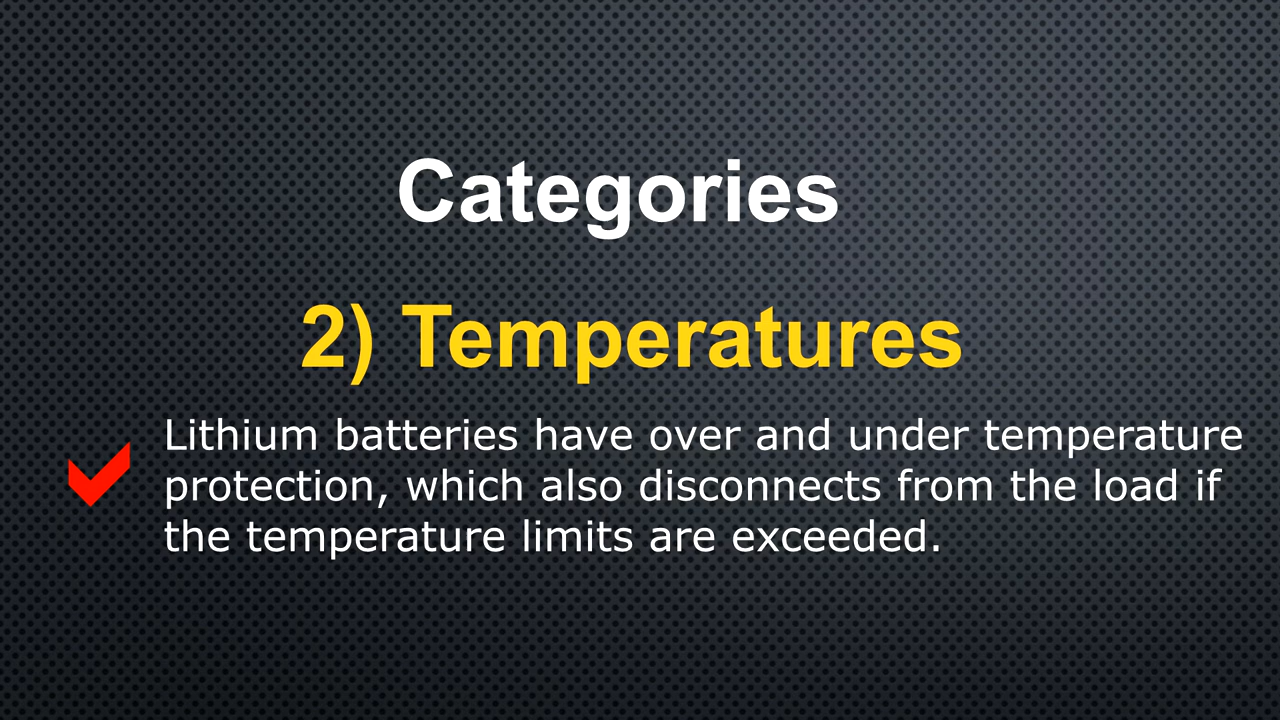 Categories
2) Temperatures
Lithium batteries have over and under temperature
protection, which also disconnects from the load if
the temperature limits are exceeded.